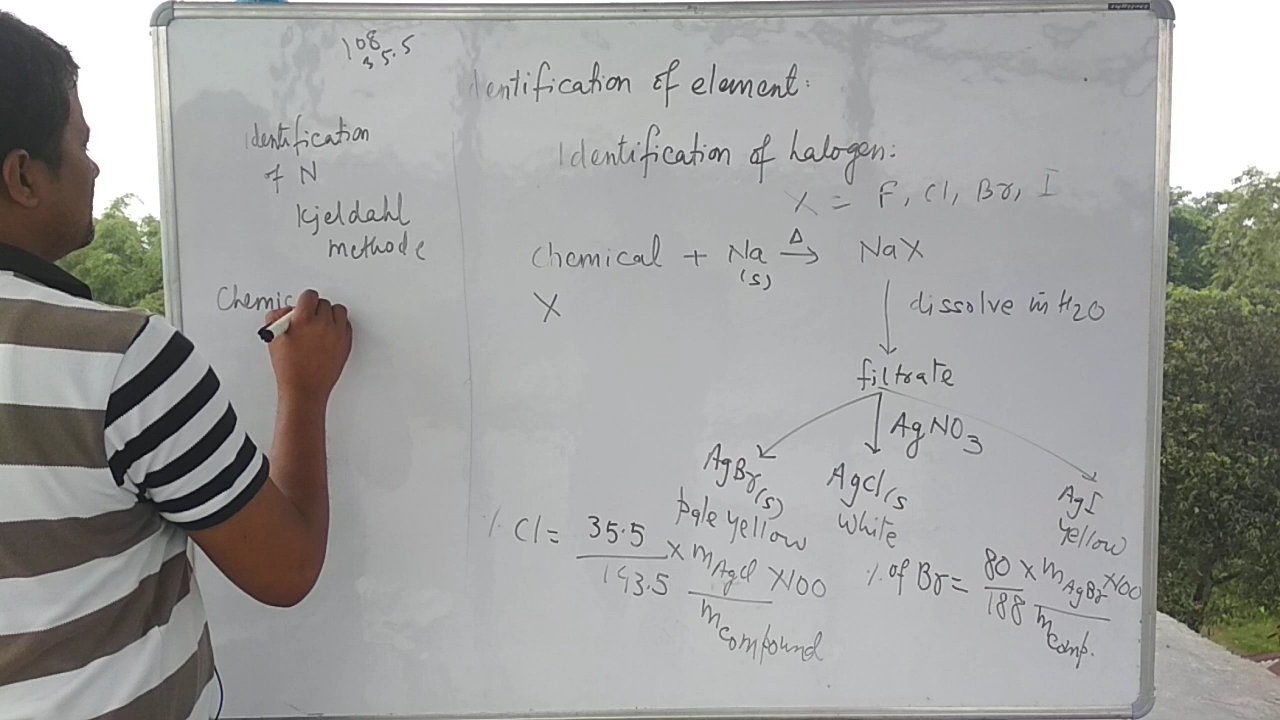 108
35.5
Identification
of N
Kjeldahl
methode
Chemic
Identification of element:
Identification of halogen:
X = F, Cl, Br, I
Chemical + Na (s) Δ→ NaX
X
dissolve in H2O
filtrate
AgNO3
AgBr(s)
pale yellow
AgCl(s
white
AgI
yellow
% Cl = 35.5/143.5 × mAgCl/mcompound ×100
% of Br = 80/188 × mAgBr/mcomp. ×100